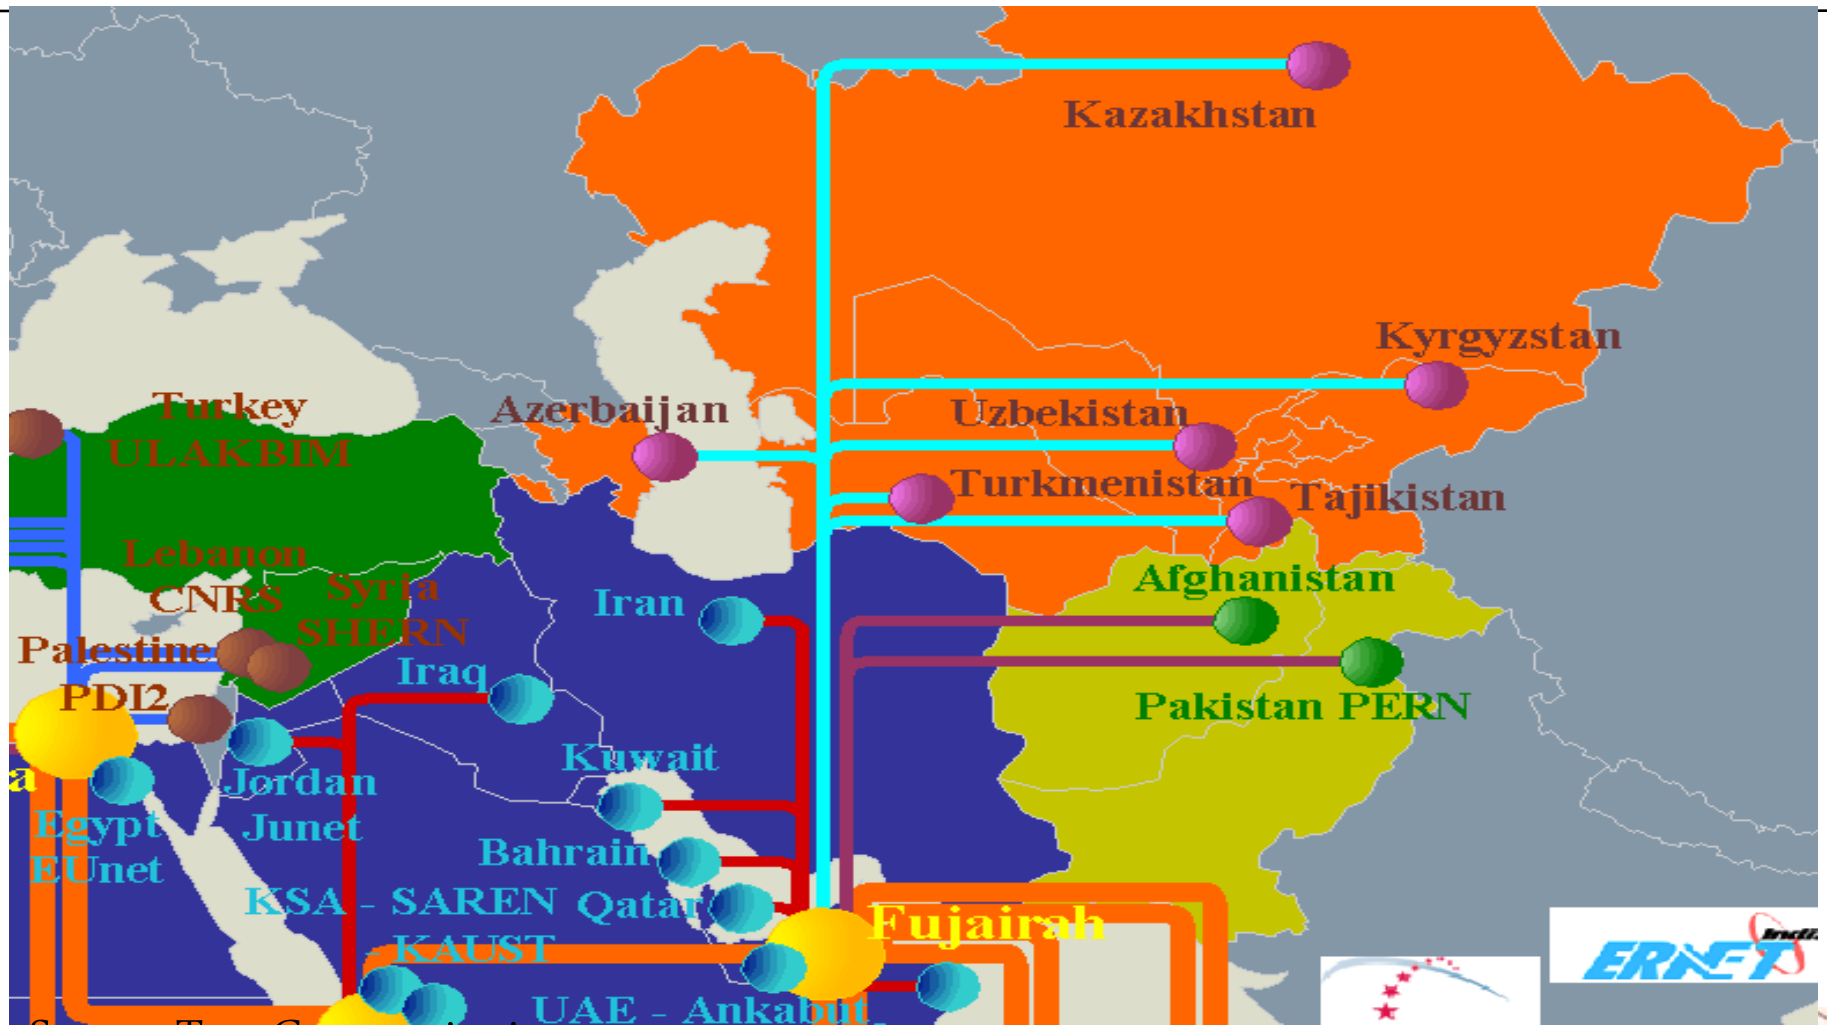 Kazakhstan
Kyrgyzstan
Turkey
ULAKBIM
Azerbaijan
Uzbekistan
Turkmenistan
Tajikistan
Lebanon
CNRS
Syria
SHERN
Afghanistan
Iran
Palestine
PDI2
Iraq
Pakistan PERN
Kuwait
a
Jordan
Junet
Egypt
EUnet
Bahrain
KSA - SAREN
- KAUST
Qatar
Fujairah
UAE - Ankabut
ERNET